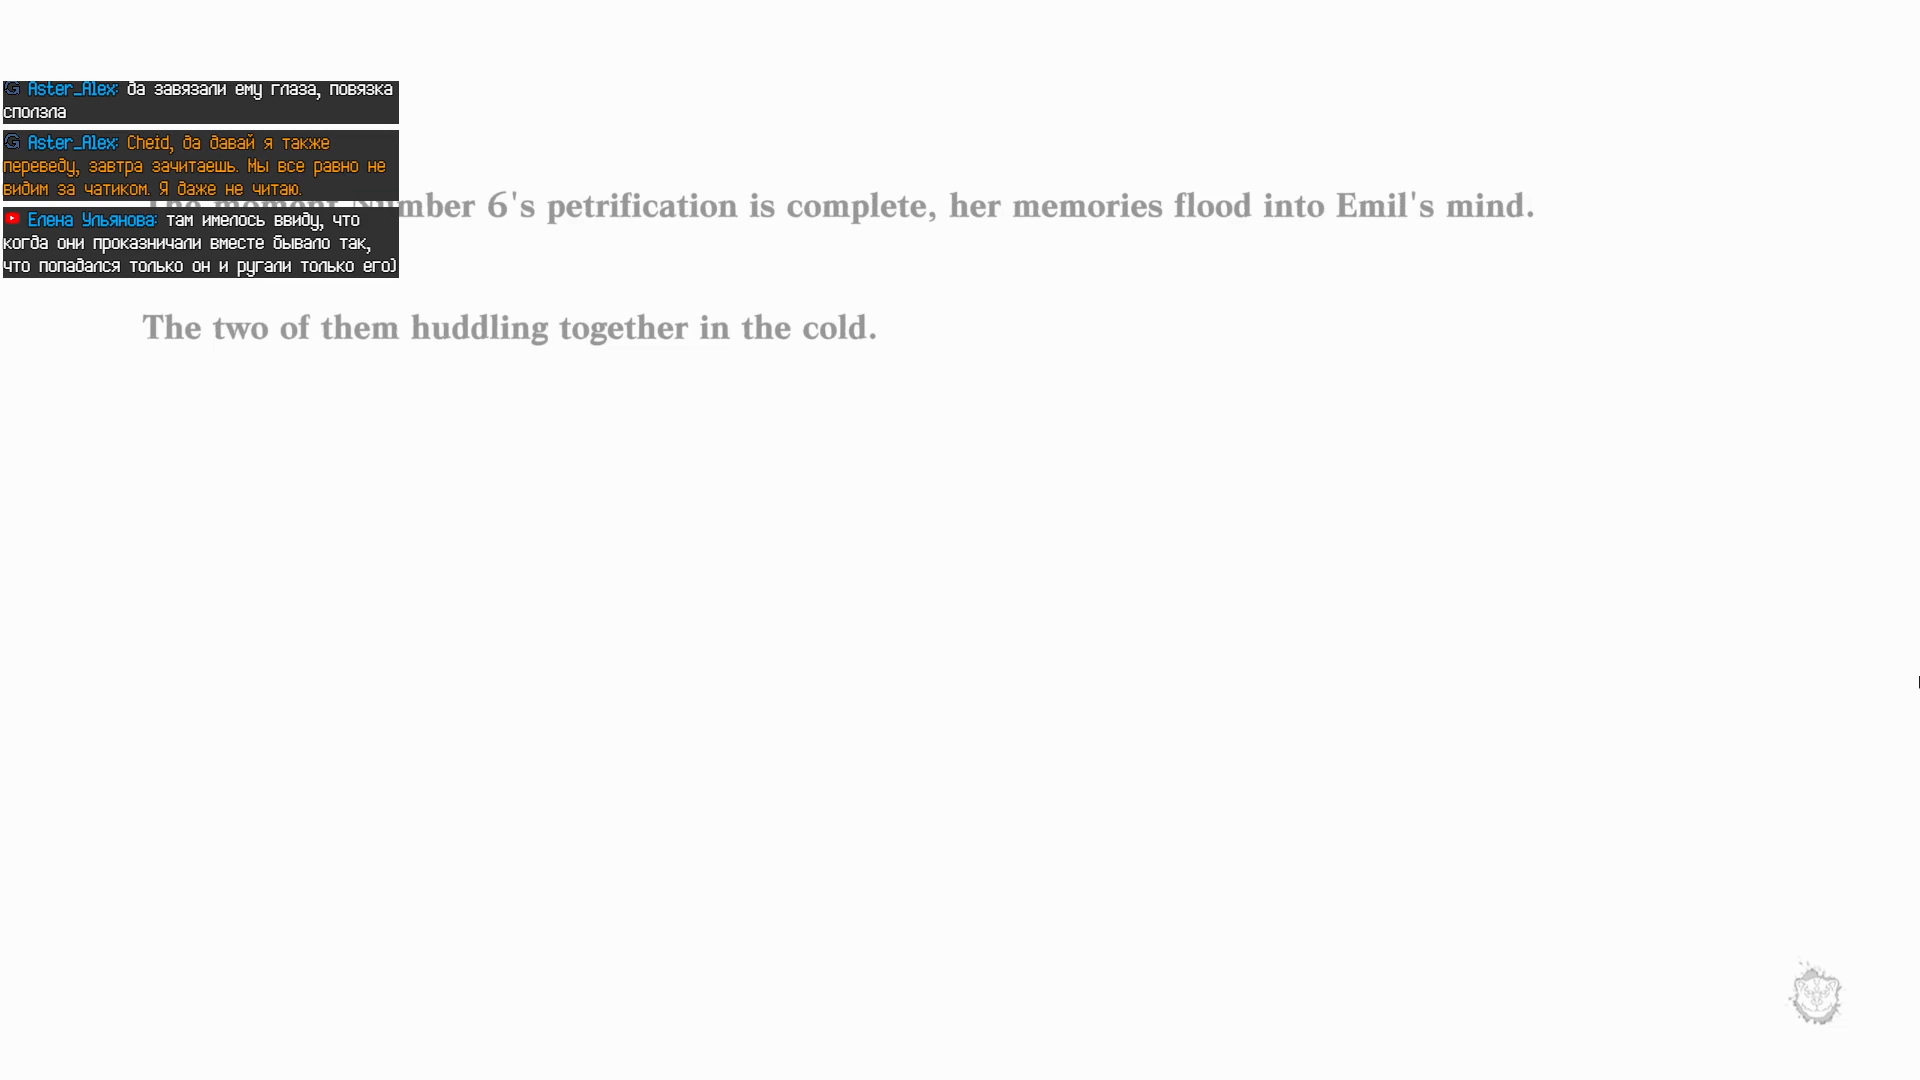 Aster_Alex: да завязали ему глаза, повязка
сползла
Aster_Alex: Cheid, да давай я также
переведу, завтра зачитаешь. Мы все равно не
видим за чатиком. Я даже не читаю.
The moment Number 6's petrification is complete, her memories flood into Emil's mind.
Елена Ульянова: там имелось ввиду, что
когда они проказничали вместе бывало так,
что попадался только он и ругали только его)
The two of them huddling together in the cold.